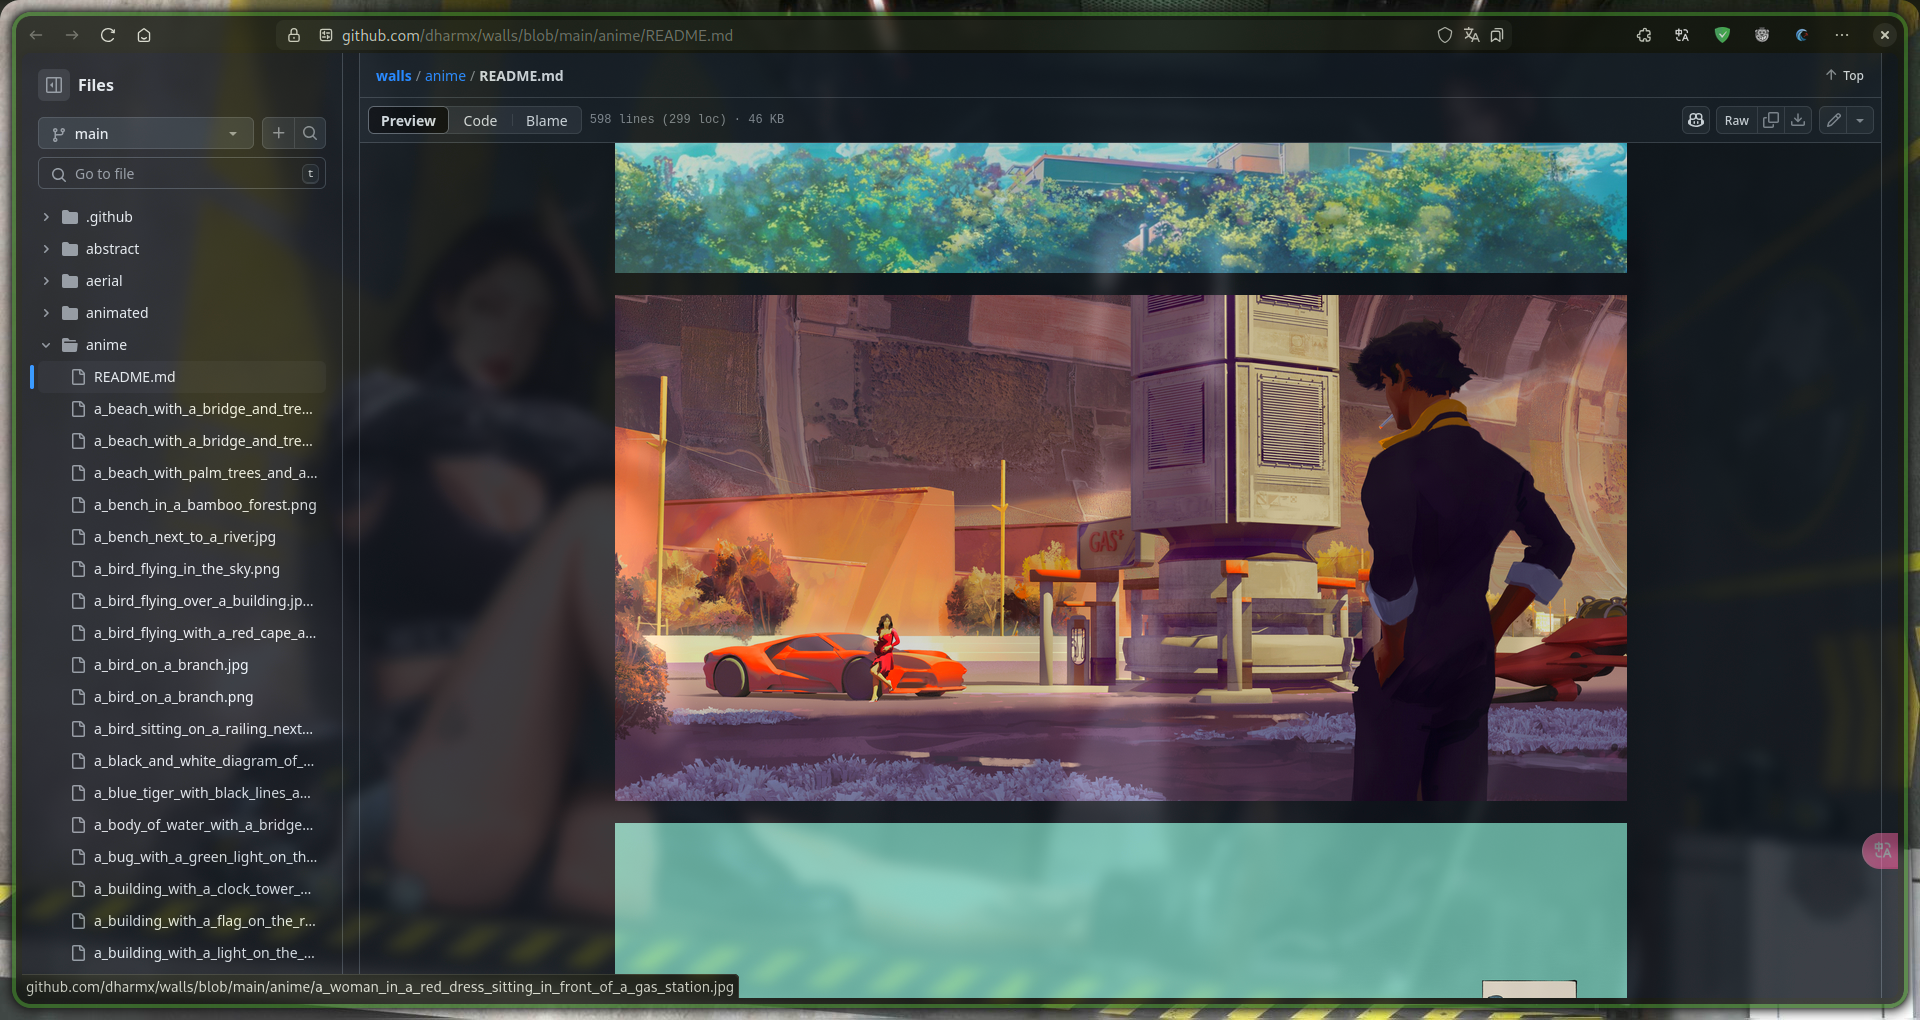 github.com/dharmx/walls/blob/main/anime/README.md
Files
main
Go to file
t
.github
abstract
aerial
animated
anime
README.md
a_beach_with_a_bridge_and_tre...
a_beach_with_a_bridge_and_tre...
a_beach_with_palm_trees_and_a...
a_bench_in_a_bamboo_forest.png
a_bench_next_to_a_river.jpg
a_bird_flying_in_the_sky.png
a_bird_flying_over_a_building.jp...
a_bird_flying_with_a_red_cape_a...
a_bird_on_a_branch.jpg
a_bird_on_a_branch.png
a_bird_sitting_on_a_railing_next...
a_black_and_white_diagram_of_...
a_blue_tiger_with_black_lines_a...
a_body_of_water_with_a_bridge...
a_bug_with_a_green_light_on_th...
a_building_with_a_clock_tower_...
a_building_with_a_flag_on_the_r...
a_building_with_a_light_on_the_...
walls / anime / README.md
Top
Preview Code Blame 598 lines (299 loc) · 46 KB
Raw
GAS
github.com/dharmx/walls/blob/main/anime/a_woman_in_a_red_dress_sitting_in_front_of_a_gas_station.jpg